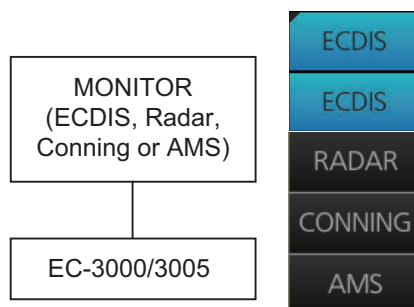 MONITOR
(ECDIS, Radar,
Conning or AMS)
EC-3000/3005
ECDIS
ECDIS
RADAR
CONNING
AMS